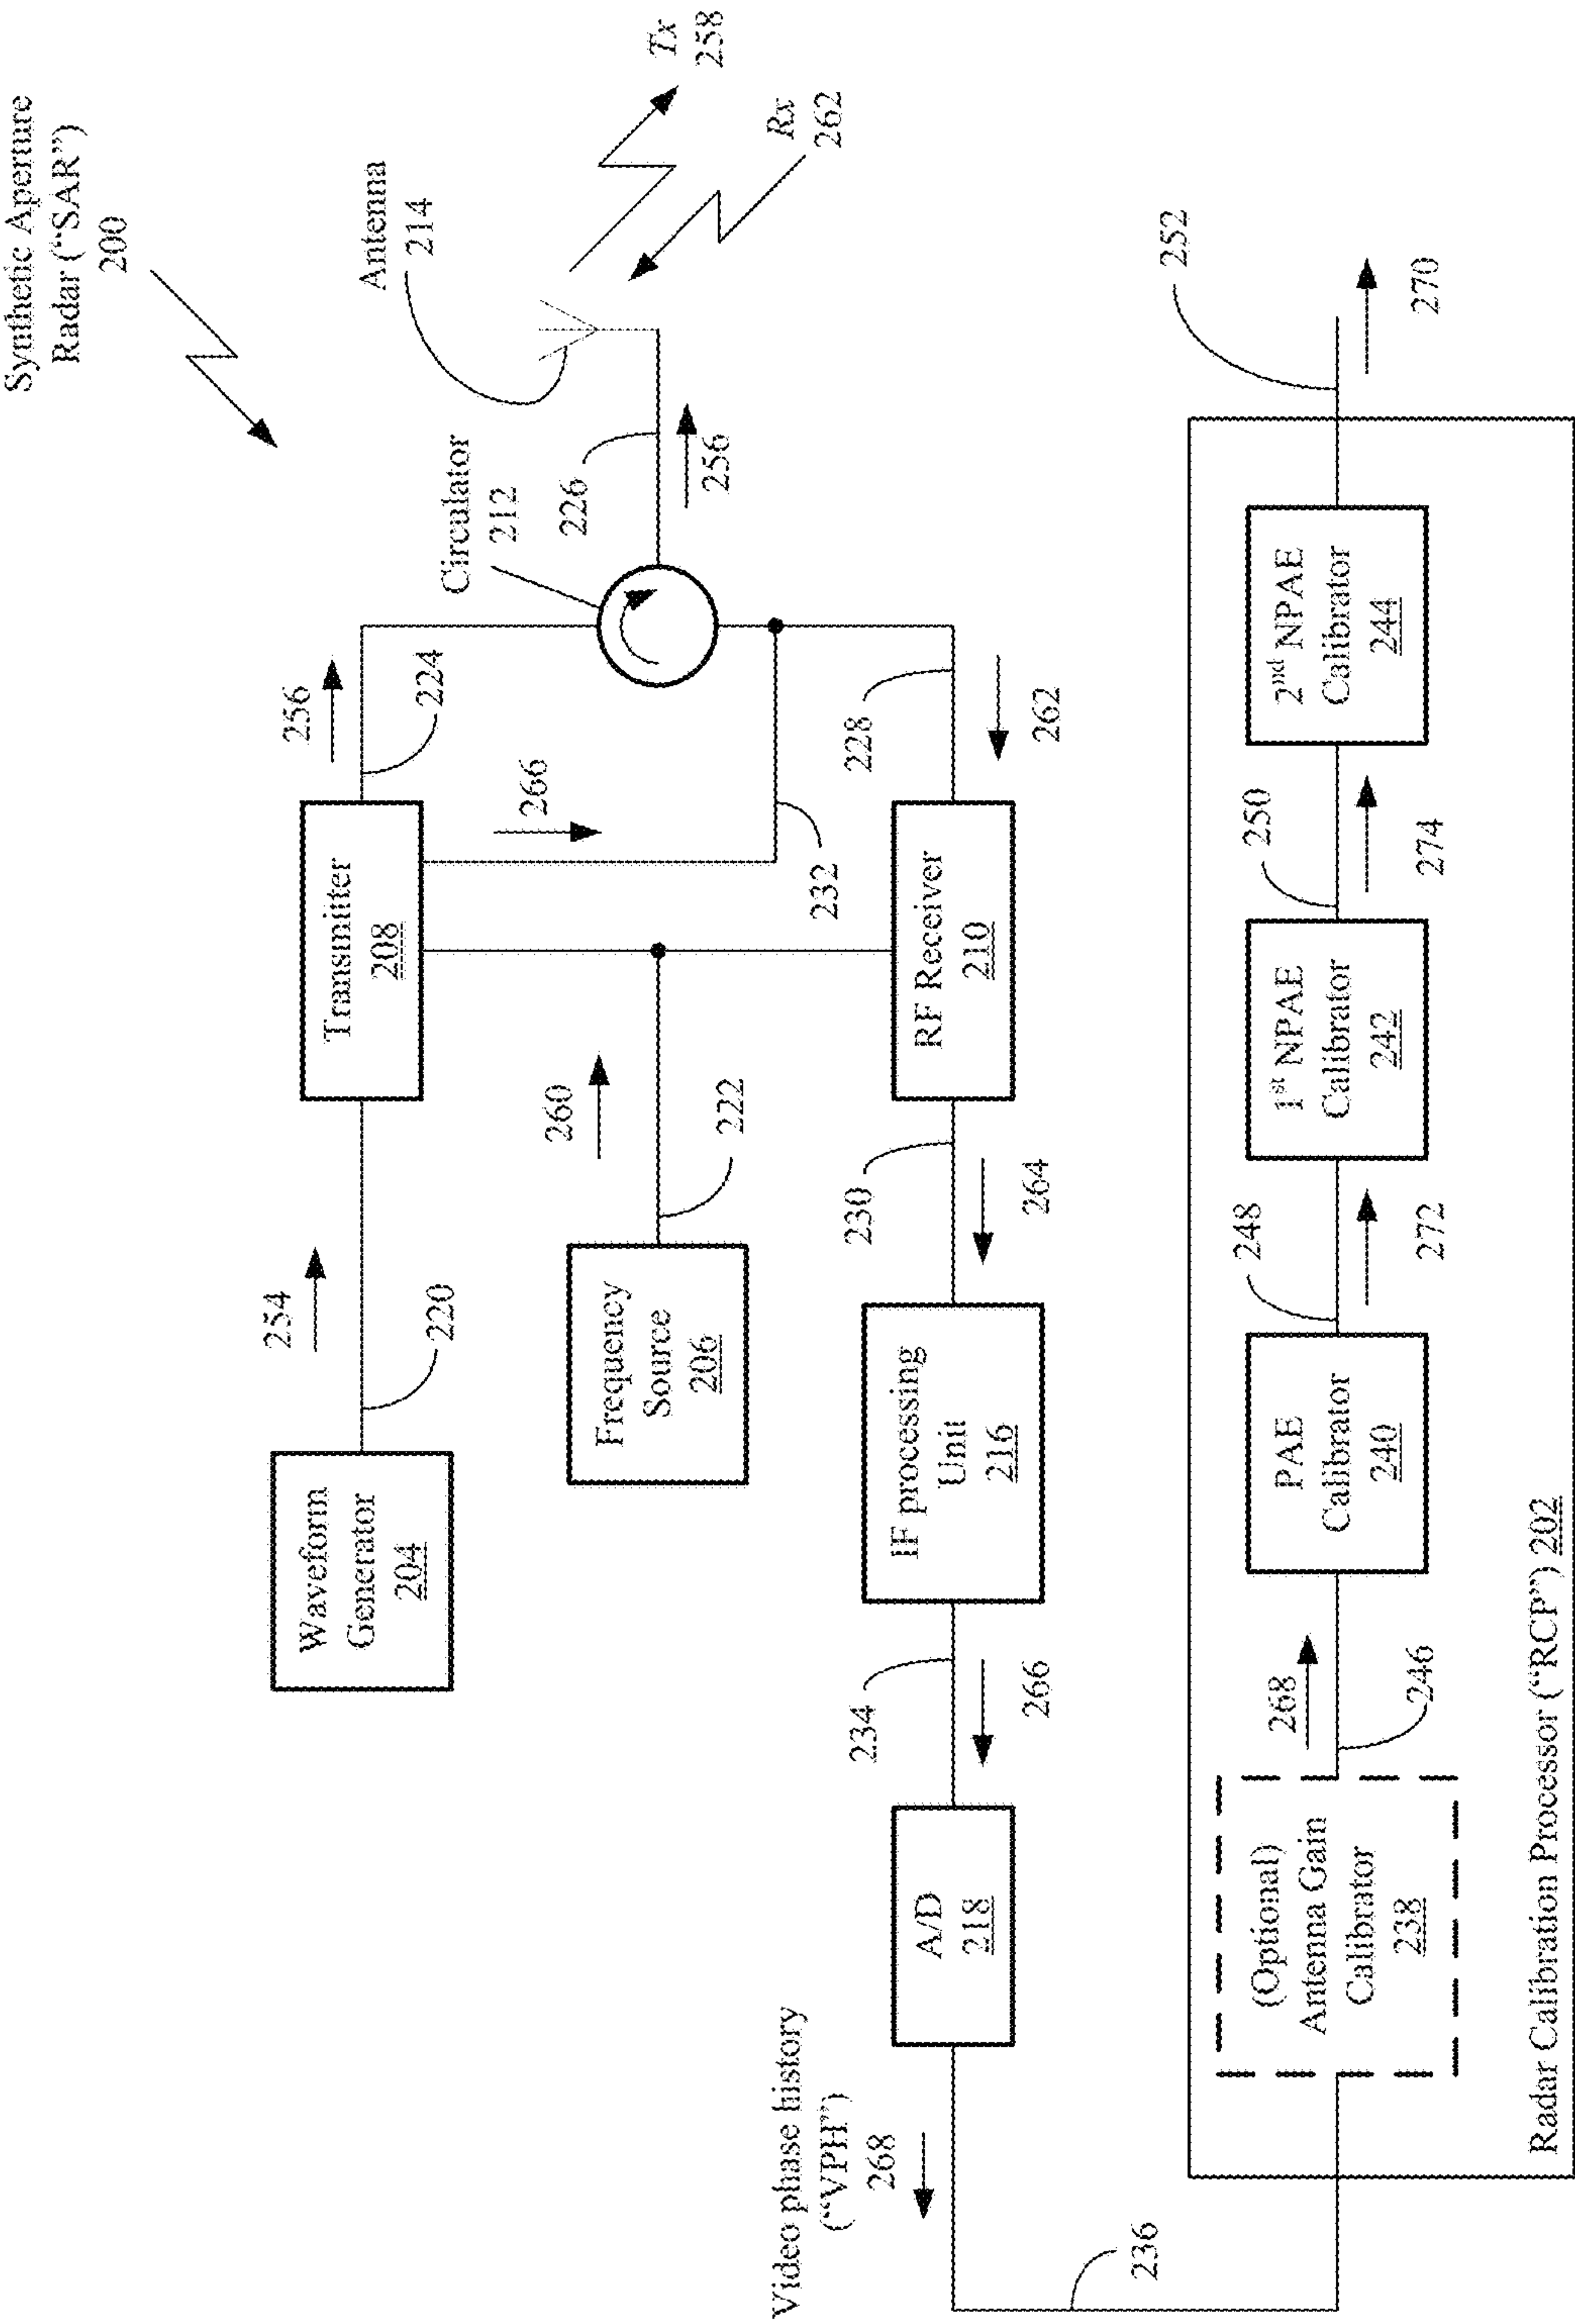 Synthetic Aperture
Radar ("SAR")
200
Antenna
214
Tx
258
Rx
262
Circulator
212
226
256
256
224
Transmitter
208
266
232
228
262
Waveform
Generator
204
254
220
Frequency
Source
206
260
222
RF Receiver
210
230
264
IF processing
Unit
216
234
266
A/D
218
Video phase history
("VPH")
268
236
(Optional)
Antenna Gain
Calibrator
238
268
246
PAE
Calibrator
240
248
272
1st NPAE
Calibrator
242
250
274
2nd NPAE
Calibrator
244
252
270
Radar Calibration Processor ("RCP") 202